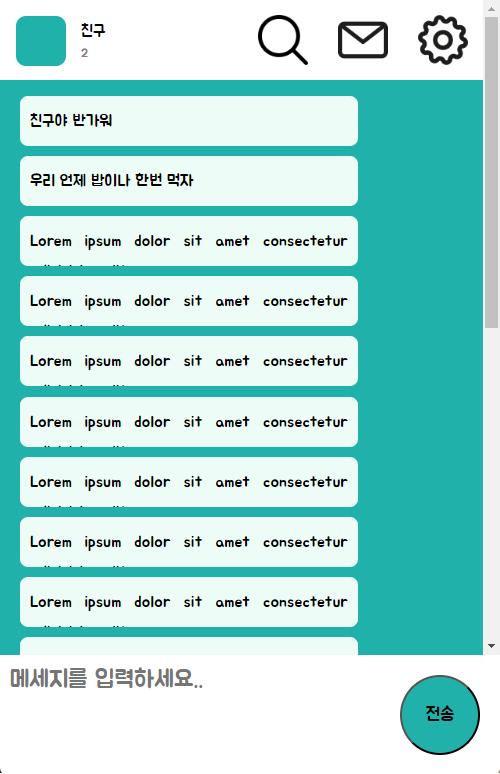 친구
2
친구야 반가워
우리 언제 밥이나 한번 먹자
Lorem ipsum dolor sit amet consectetur
Lorem ipsum dolor sit amet consectetur
Lorem ipsum dolor sit amet consectetur
Lorem ipsum dolor sit amet consectetur
Lorem ipsum dolor sit amet consectetur
Lorem ipsum dolor sit amet consectetur
Lorem ipsum dolor sit amet consectetur
메세지를 입력하세요..
전송